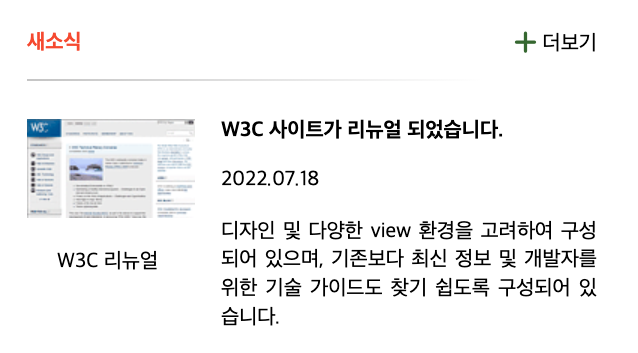 새소식
더보기
W3C 사이트가 리뉴얼 되었습니다.
2022.07.18
디자인 및 다양한 view 환경을 고려하여 구성
되어 있으며, 기존보다 최신 정보 및 개발자를
위한 기술 가이드도 찾기 쉽도록 구성되어 있
습니다.
W3C
W3C 리뉴얼